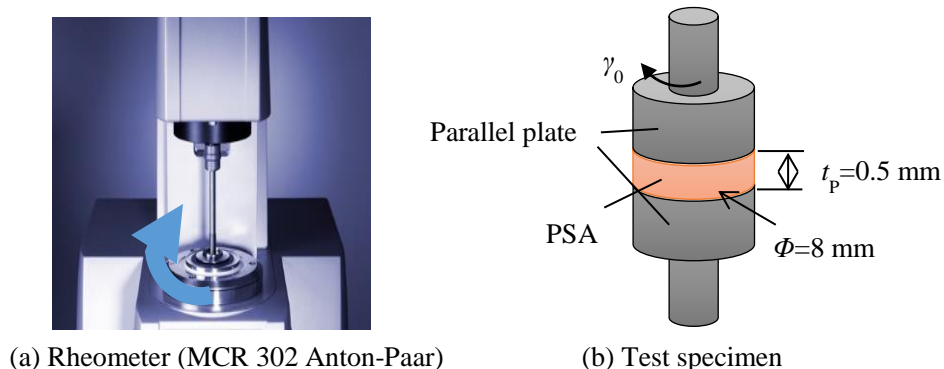 γ0
Parallel plate
tP=0.5 mm
PSA
Φ=8 mm
(a) Rheometer (MCR 302 Anton-Paar)
(b) Test specimen